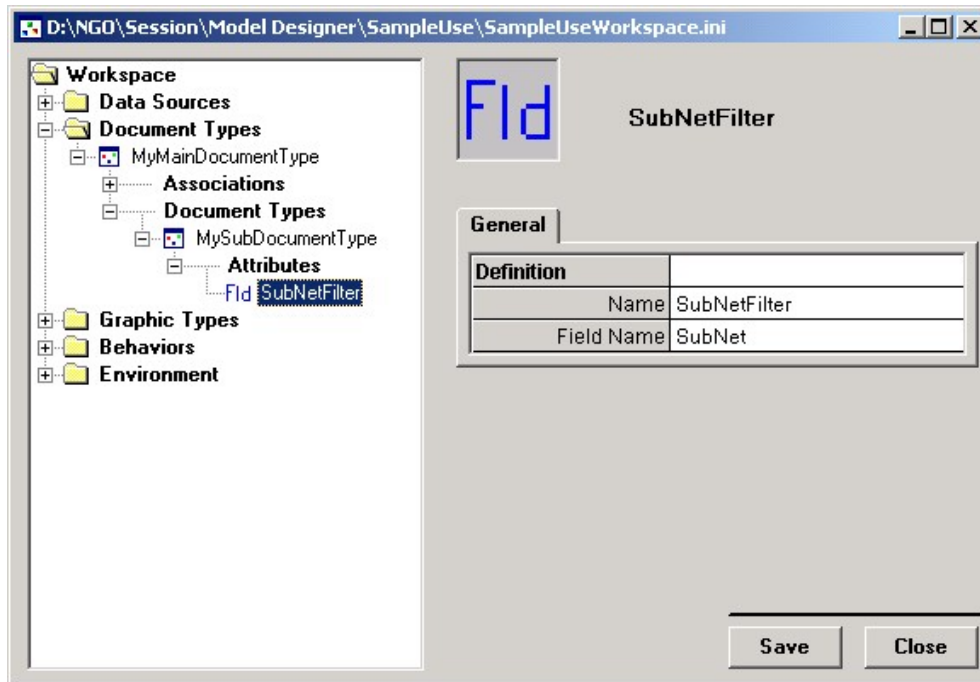 D:\NGO\Session\Model Designer\SampleUse\SampleUseWorkspace.ini
Workspace
Data Sources
Document Types
MyMainDocumentType
Associations
Document Types
MySubDocumentType
Attributes
Fld SubNetFilter
Graphic Types
Behaviors
Environment
Fld
SubNetFilter
General
Definition
Name SubNetFilter
Field Name SubNet
Save Close